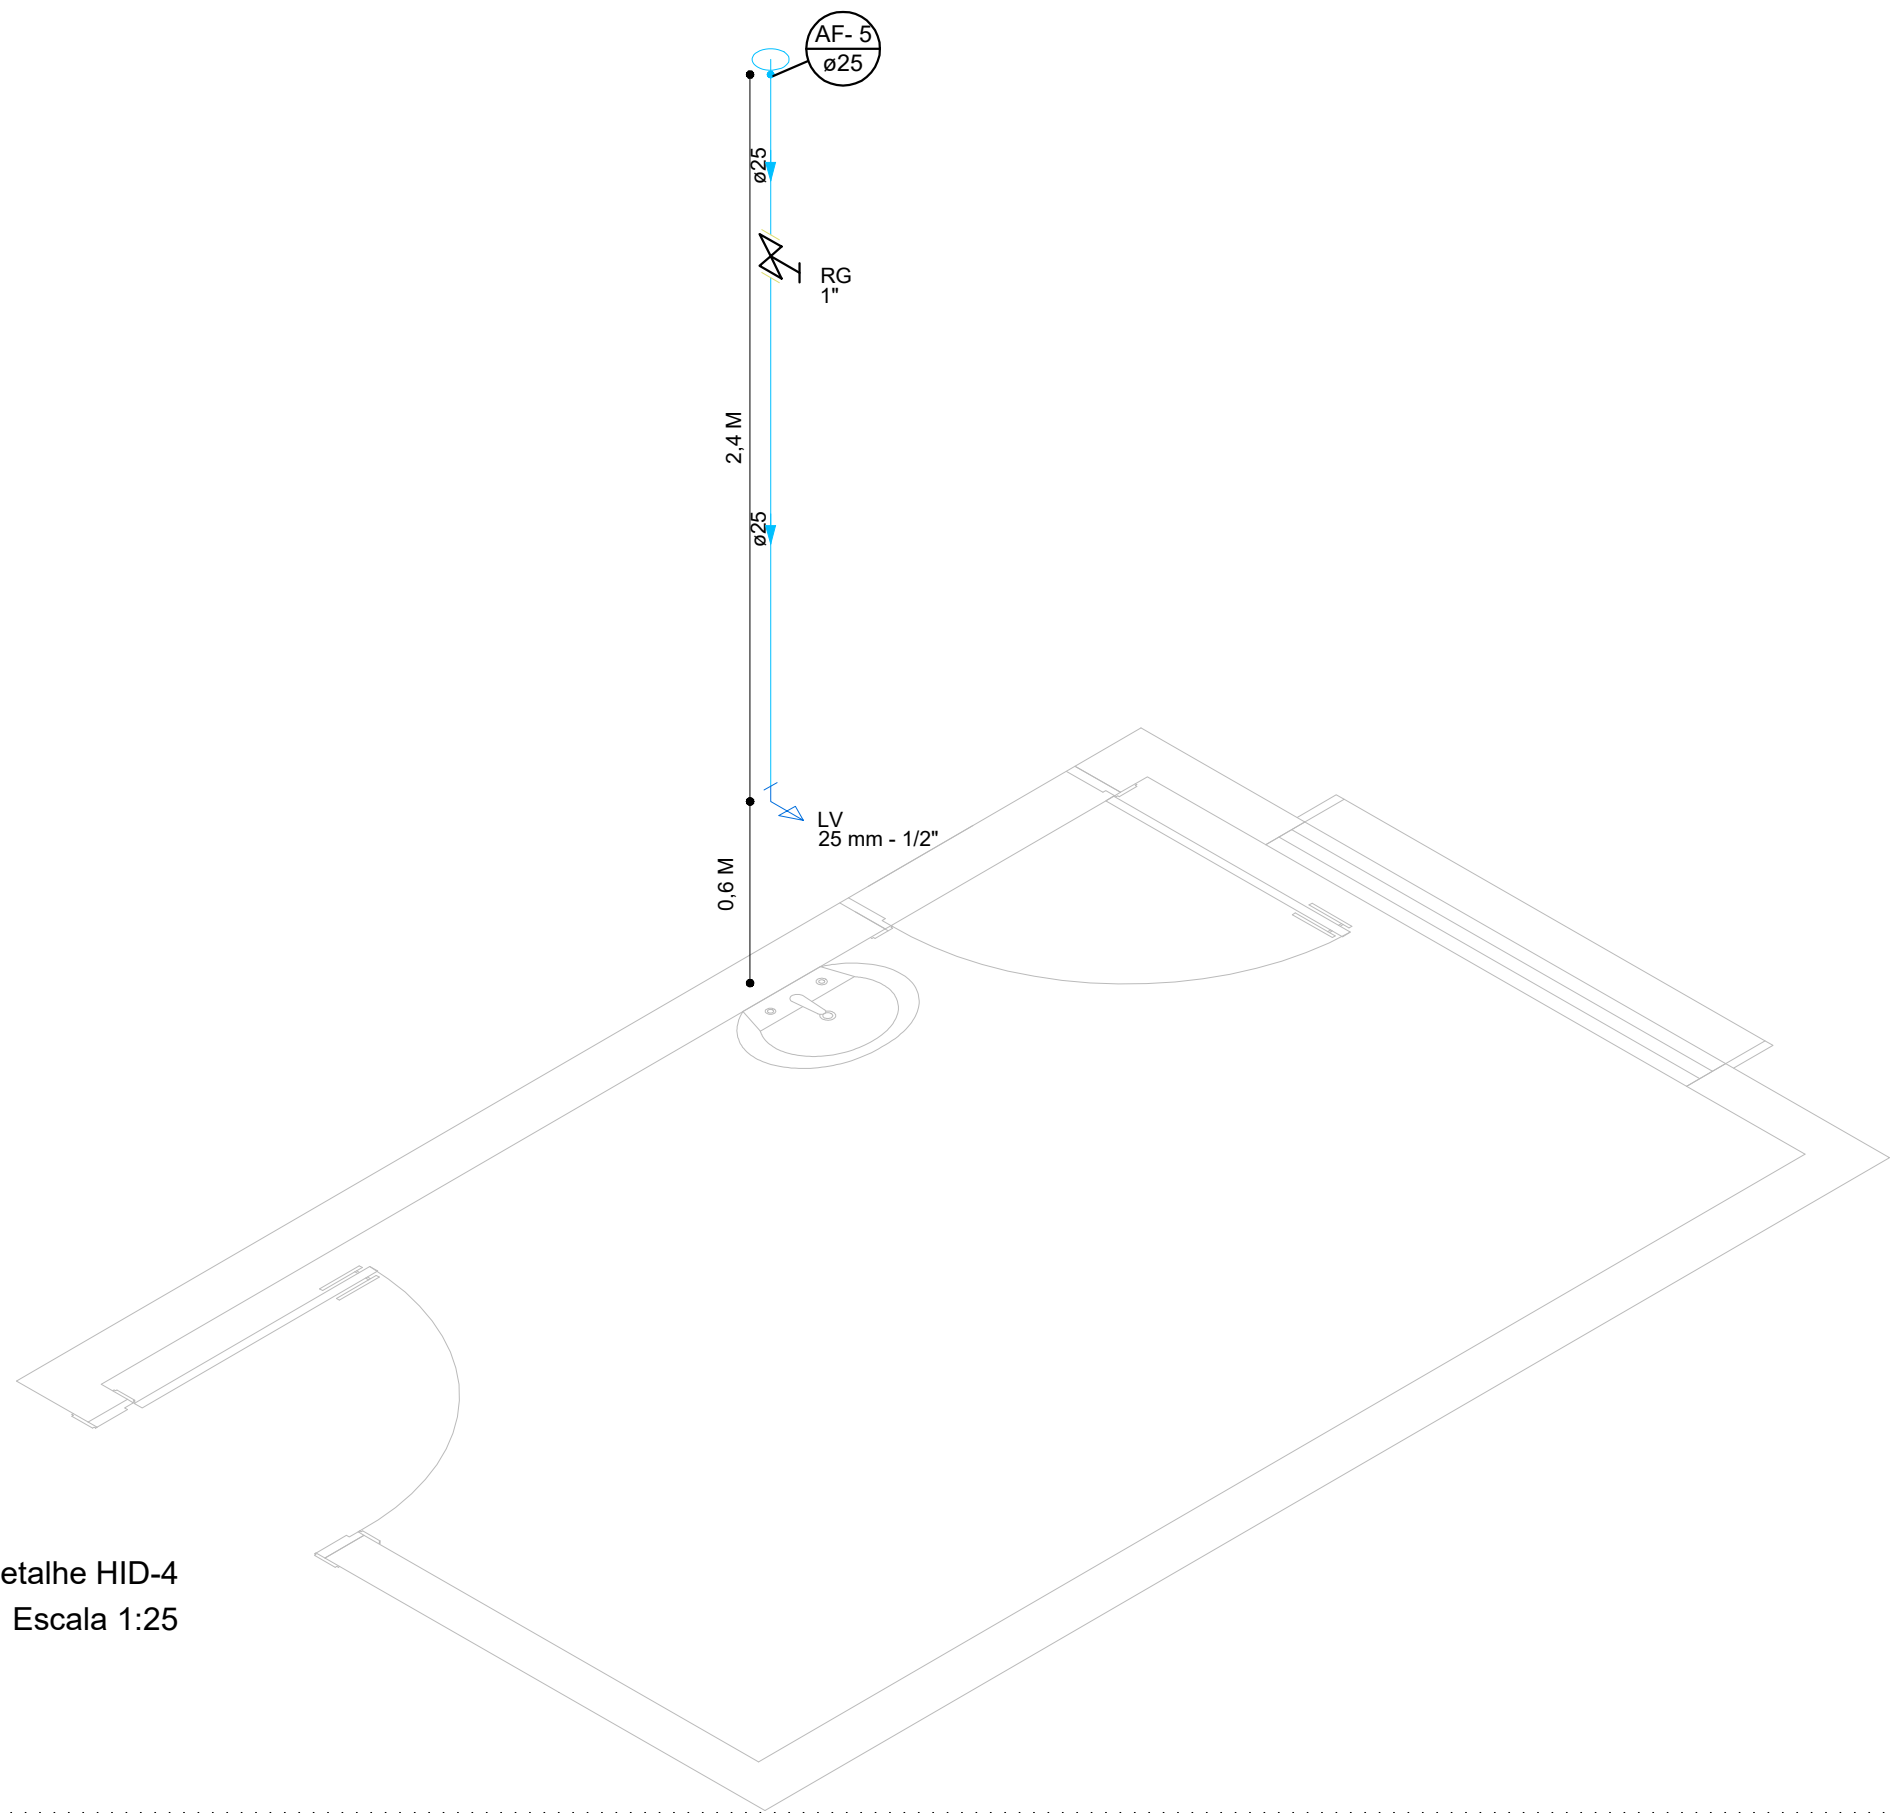 AF- 5
ø25
ø25
RG
1"
2,4 M
ø25
LV
25 mm - 1/2"
0,6 M
etalhe HID-4
Escala 1:25